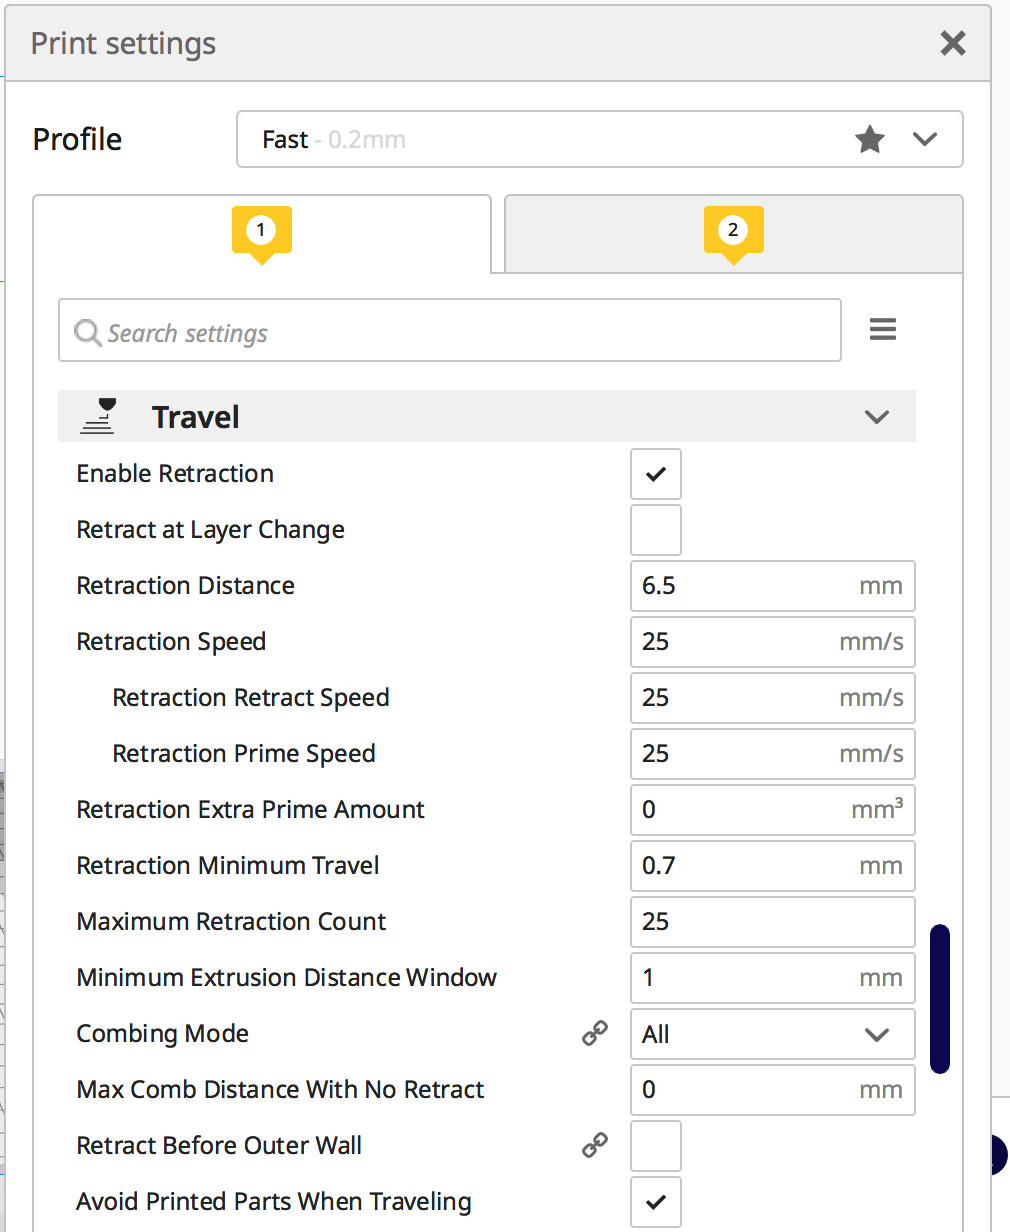 Print settings
Profile
Fast - 0.2mm
1
2
Search settings
Travel
Enable Retraction
Retract at Layer Change
Retraction Distance 6.5 mm
Retraction Speed 25 mm/s
Retraction Retract Speed 25 mm/s
Retraction Prime Speed 25 mm/s
Retraction Extra Prime Amount 0 mm³
Retraction Minimum Travel 0.7 mm
Maximum Retraction Count 25
Minimum Extrusion Distance Window 1 mm
Combing Mode All
Max Comb Distance With No Retract 0 mm
Retract Before Outer Wall
Avoid Printed Parts When Traveling